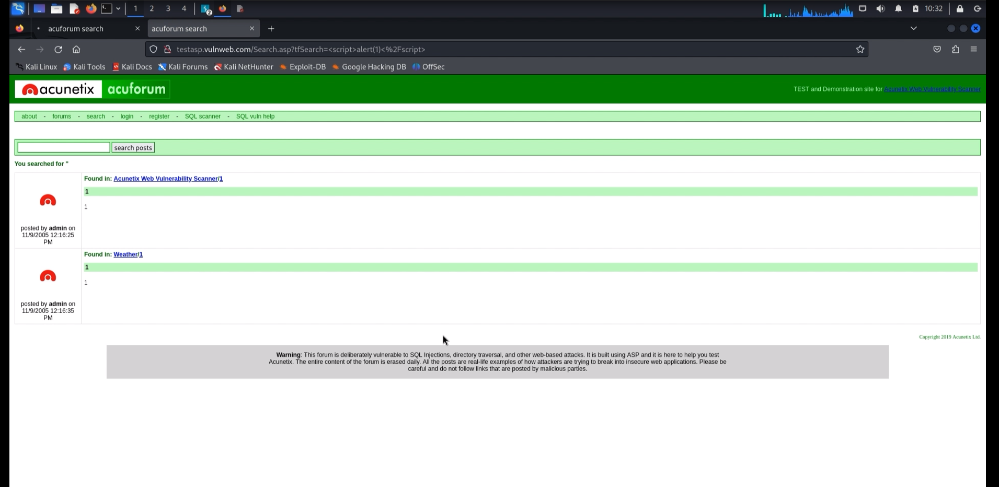 1 2 3 4 2 10:32
acuforum search acuforum search
testasp.vulnweb.com/Search.asp?tfSearch=<script>alert(1)<%2Fscript>
Kali Linux Kali Tools Kali Docs Kali Forums Kali NetHunter Exploit-DB Google Hacking DB OffSec
acunetix acuforum TEST and Demonstration site for Acunetix Web Vulnerability Scanner
about - forums - search - login - register - SQL scanner - SQL vuln help
search posts
You searched for ''
Found in: Acunetix Web Vulnerability Scanner/1
1
1
posted by admin on
11/9/2005 12:16:25
PM
Found in: Weather/1
1
1
posted by admin on
11/9/2005 12:16:35
PM
Copyright 2019 Acunetix Ltd.
Warning: This forum is deliberately vulnerable to SQL Injections, directory traversal, and other web-based attacks. It is built using ASP and it is here to help you test
Acunetix. The entire content of the forum is erased daily. All the posts are real-life examples of how attackers are trying to break into insecure web applications. Please be
careful and do not follow links that are posted by malicious parties.